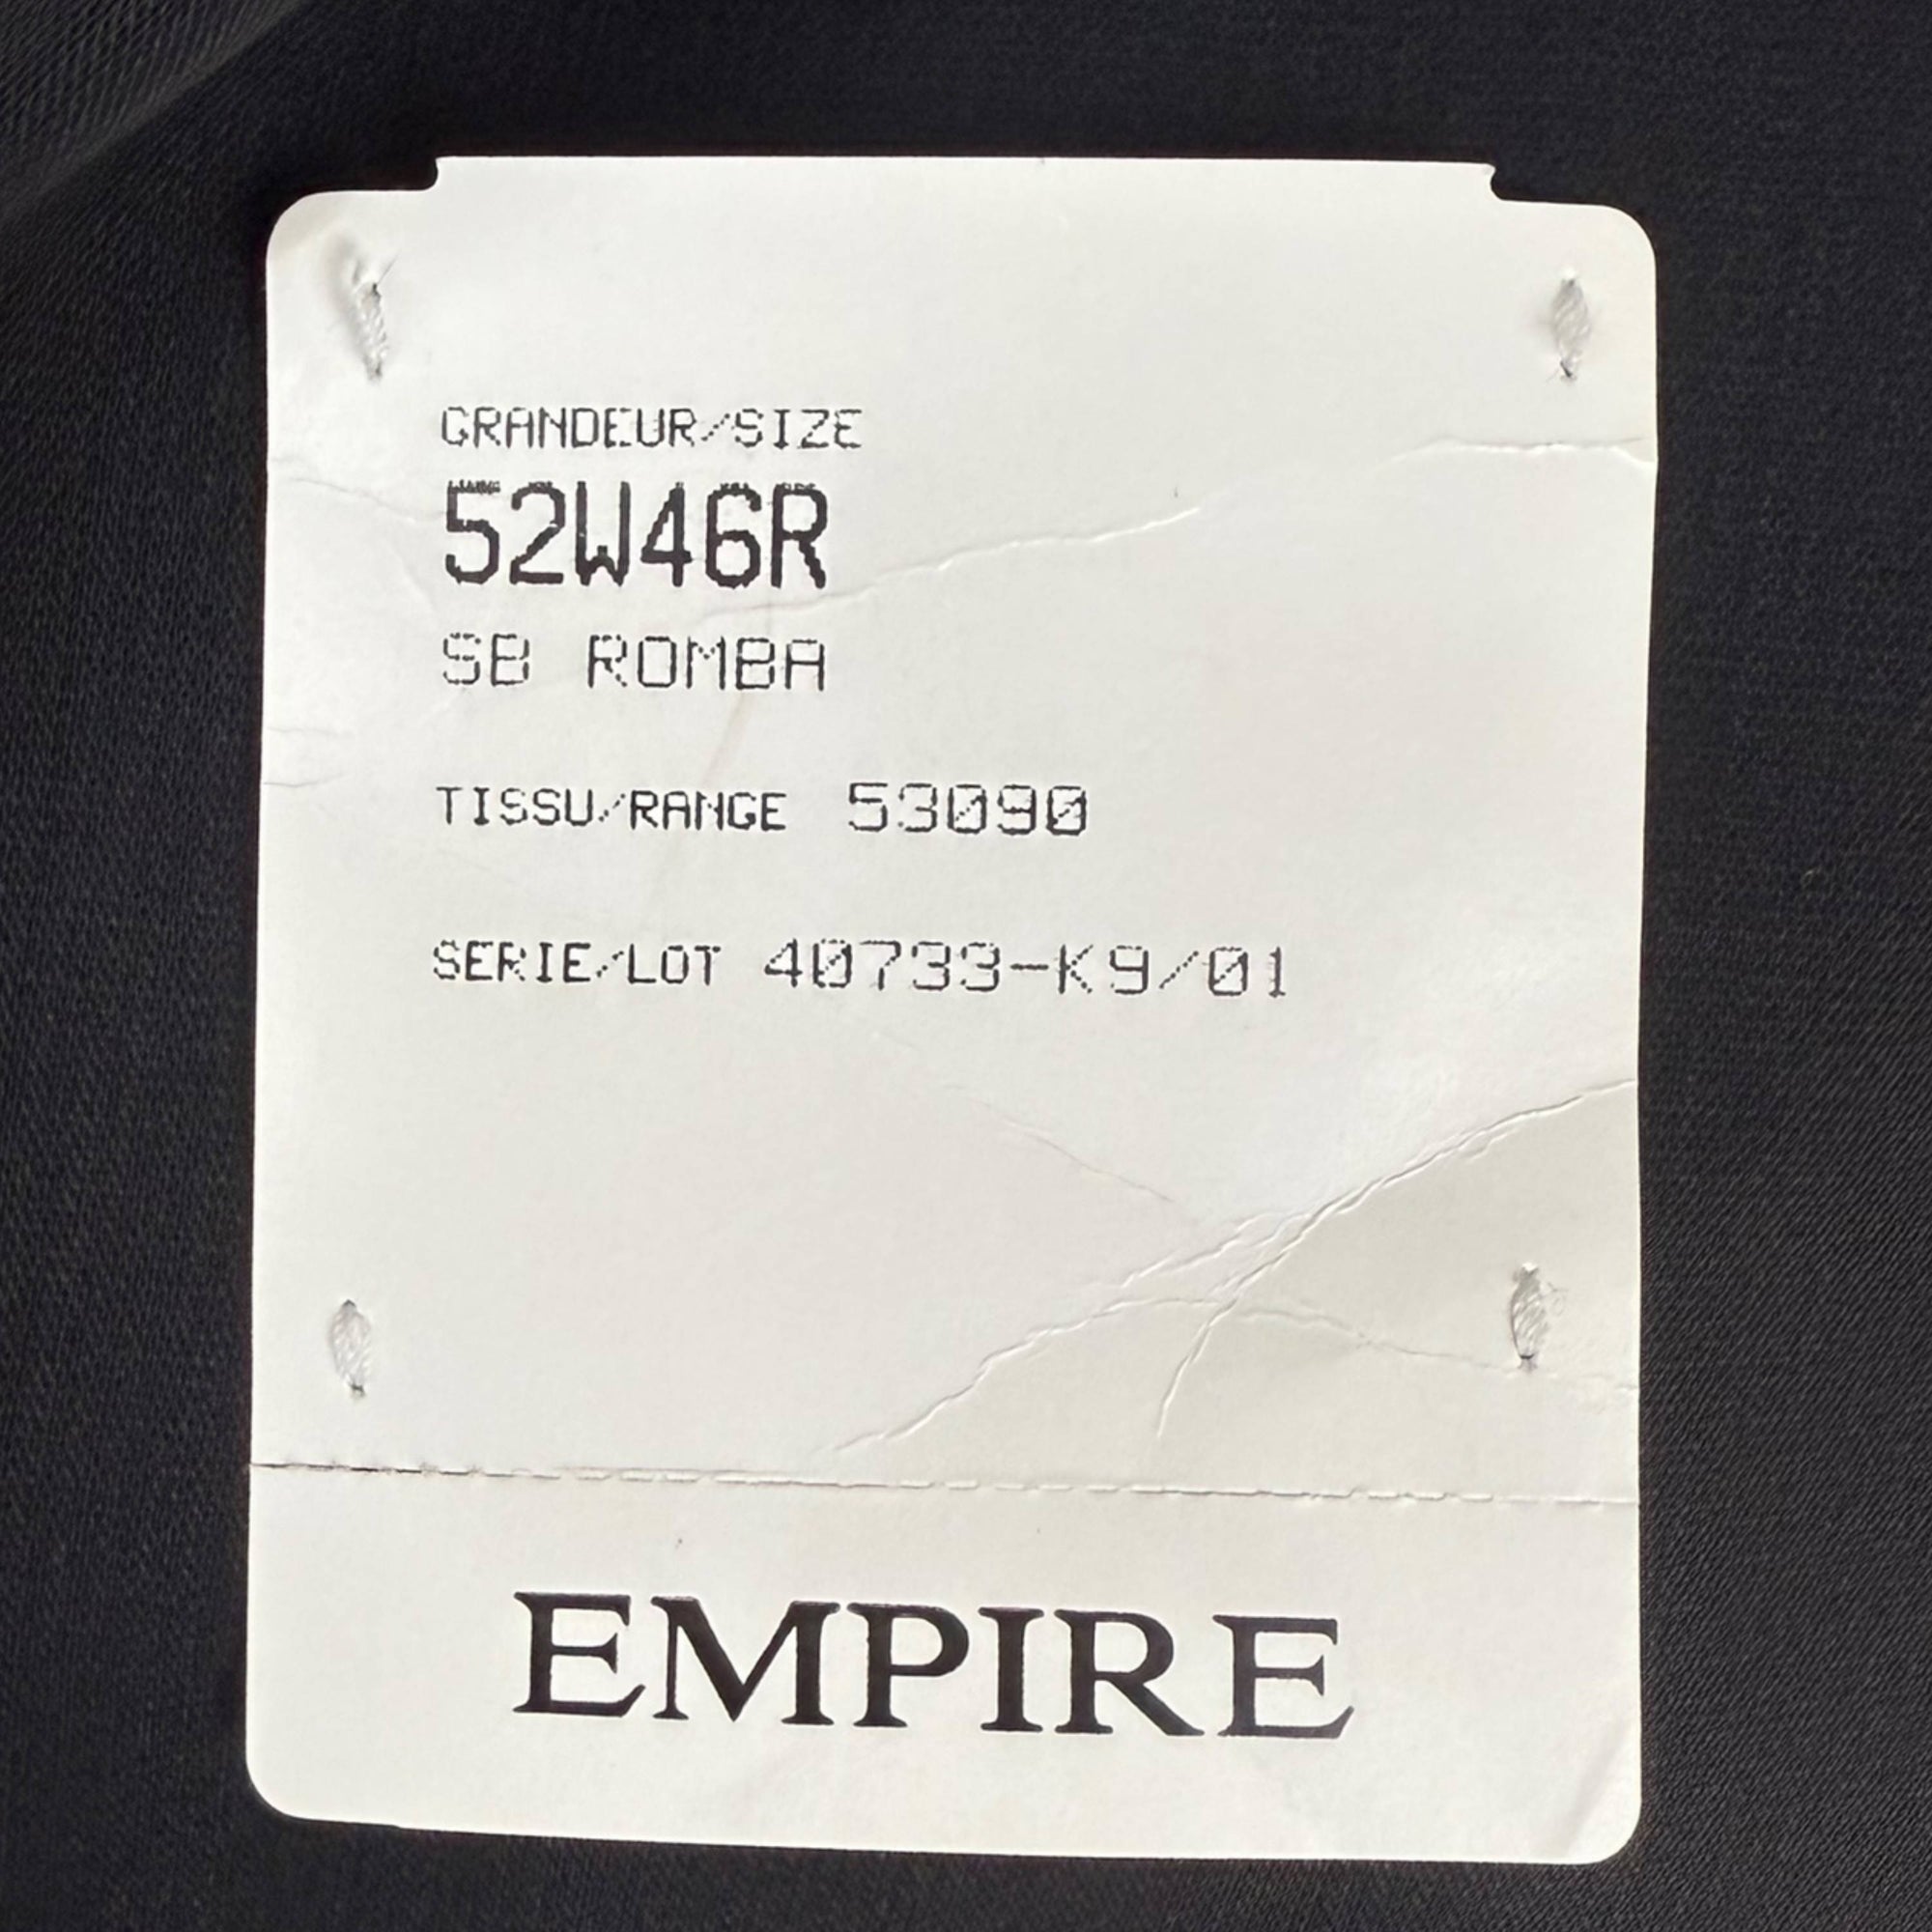 GRANDEUR/SIZE
52W46R
SB ROMBA
TISSU/RANGE 53090
SERIE/LOT 40733-K9/01
EMPIRE